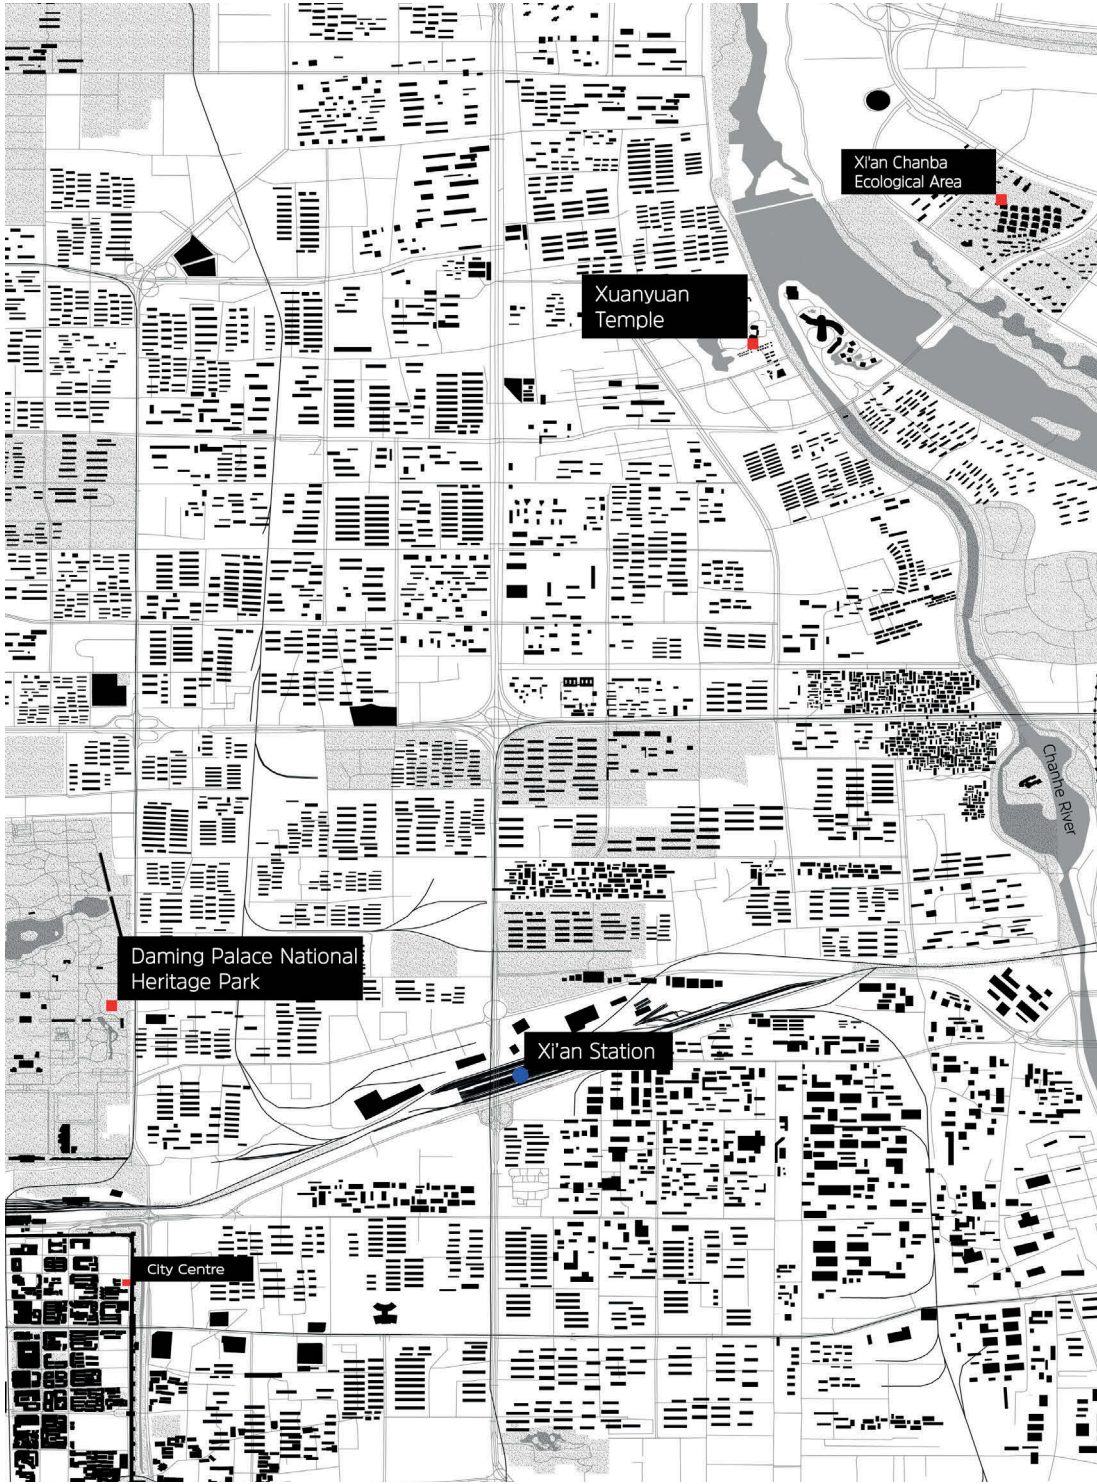 Xi'an Chanba
Ecological Area
Xuanyuan
Temple
Chanhe River
Daming Palace National
Heritage Park
Xi'an Station
City Centre